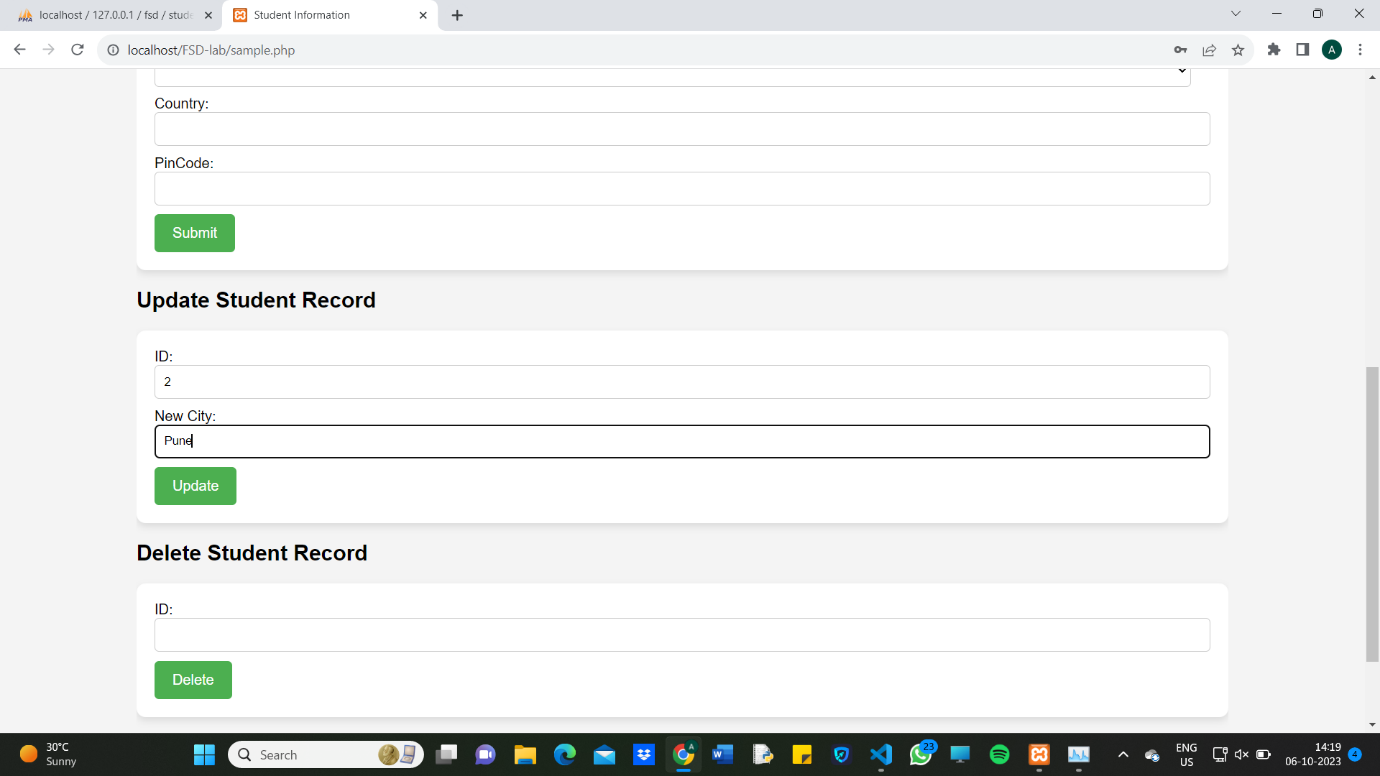 localhost / 127.0.0.1 / fsd / stude
Student Information
localhost/FSD-lab/sample.php
A
Country:
PinCode:
Submit
Update Student Record
ID:
2
New City:
Pune
Update
Delete Student Record
ID:
Delete
30°C
Sunny
Search
A
23
ENG
US
14:19
06-10-2023
4